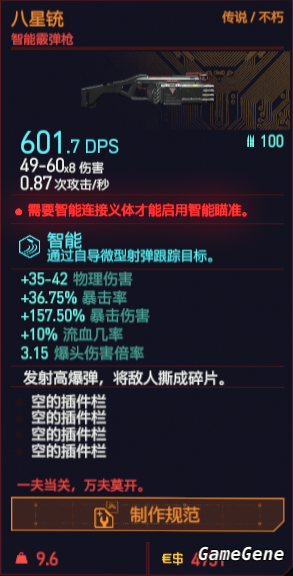 八星铳
传说 / 不朽
智能霰弹枪
601.7 DPS
100
49-60x8 伤害
0.87 次攻击/秒
需要智能连接义体才能启用智能瞄准。
智能
通过自导微型射弹跟踪目标。
+35-42 物理伤害
+36.75% 暴击率
+157.50% 暴击伤害
+10% 流血几率
3.15 爆头伤害倍率
发射高爆弹，将敌人撕成碎片。
空的插件栏
空的插件栏
空的插件栏
空的插件栏
一夫当关，万夫莫开。
制作规范
9.6
€$
GameGene